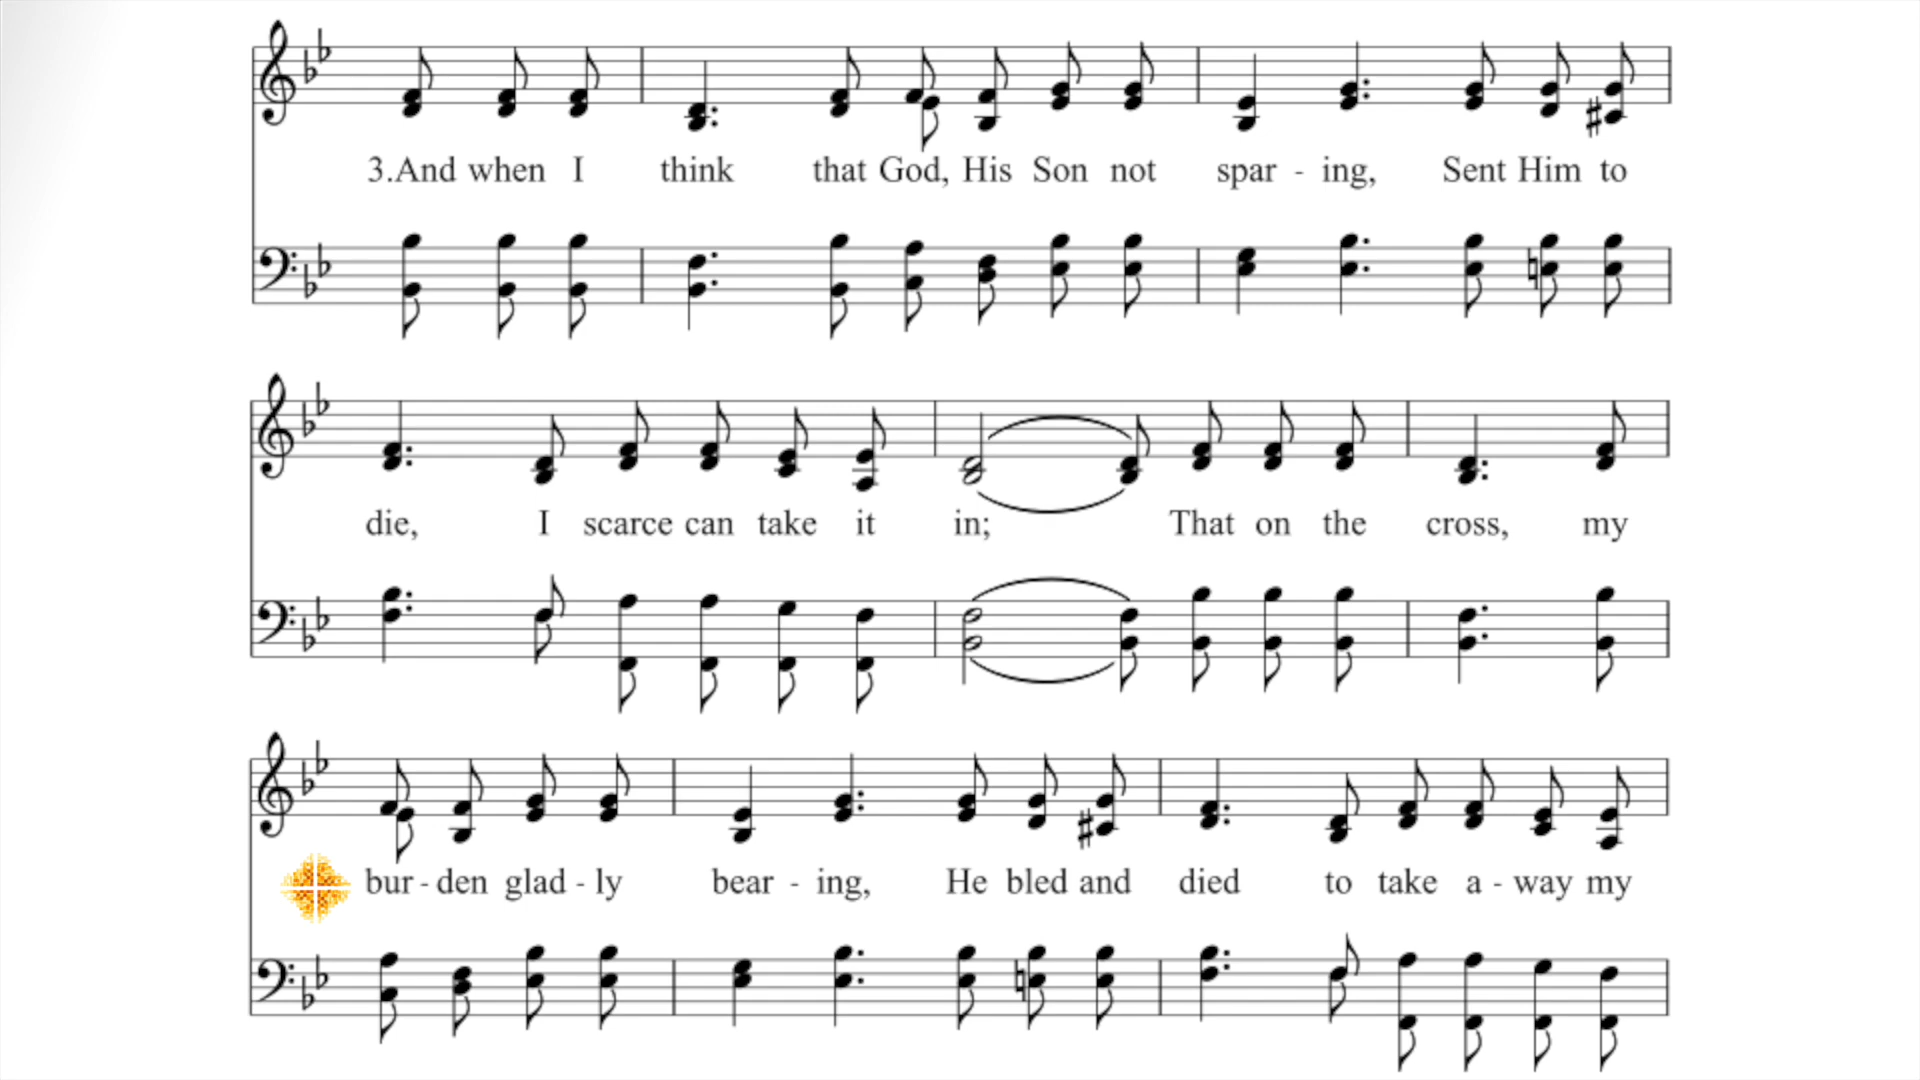 3.And when I think that God, His Son not spar - ing, Sent Him to
die, I scarce can take it in; That on the cross, my
bur - den glad - ly bear - ing, He bled and died to take a - way my